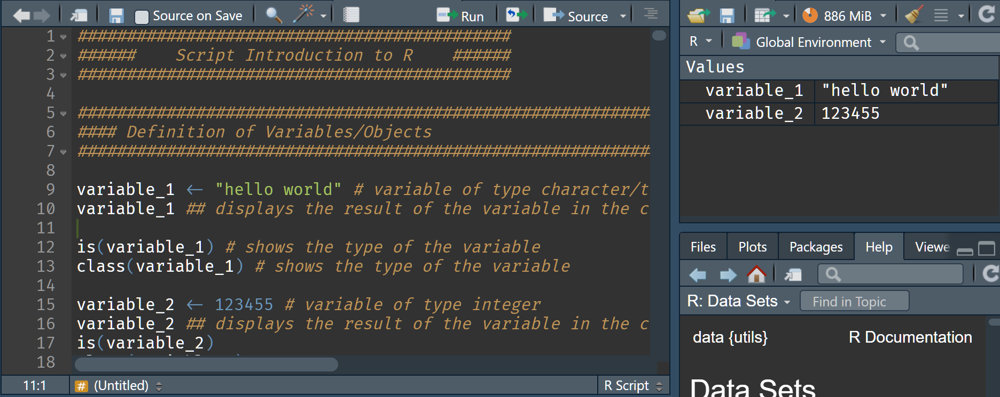 Source on Save
Run
Source
1 ############################################
2 ######    Script Introduction to R    ######
3 ############################################
4
5 ##########################################################
6 #### Definition of Variables/Objects
7 ##########################################################
8
9 variable_1 <- "hello world" # variable of type character/t
10 variable_1 ## displays the result of the variable in the c
11
12 is(variable_1) # shows the type of the variable
13 class(variable_1) # shows the type of the variable
14
15 variable_2 <- 123455 # variable of type integer
16 variable_2 ## displays the result of the variable in the c
17 is(variable_2)
18
11:1
# (Untitled)
R Script
886 MiB
R
Global Environment
Values
variable_1 "hello world"
variable_2 123455
Files Plots Packages Help Viewe
R: Data Sets
Find in Topic
data {utils} R Documentation
Data Sets